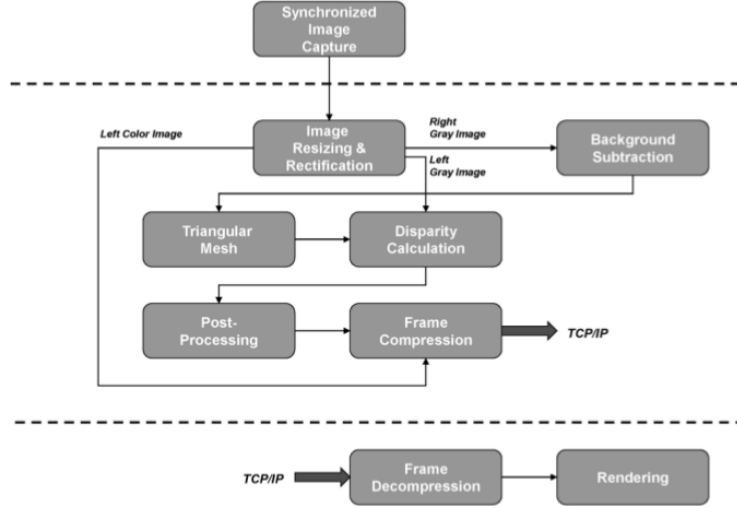 Synchronized
Image
Capture
Left Color Image
Image
Resizing &
Rectification
Right
Gray Image
Left
Gray Image
Background
Subtraction
Triangular
Mesh
Disparity
Calculation
Post-
Processing
Frame
Compression
TCP/IP
TCP/IP
Frame
Decompression
Rendering